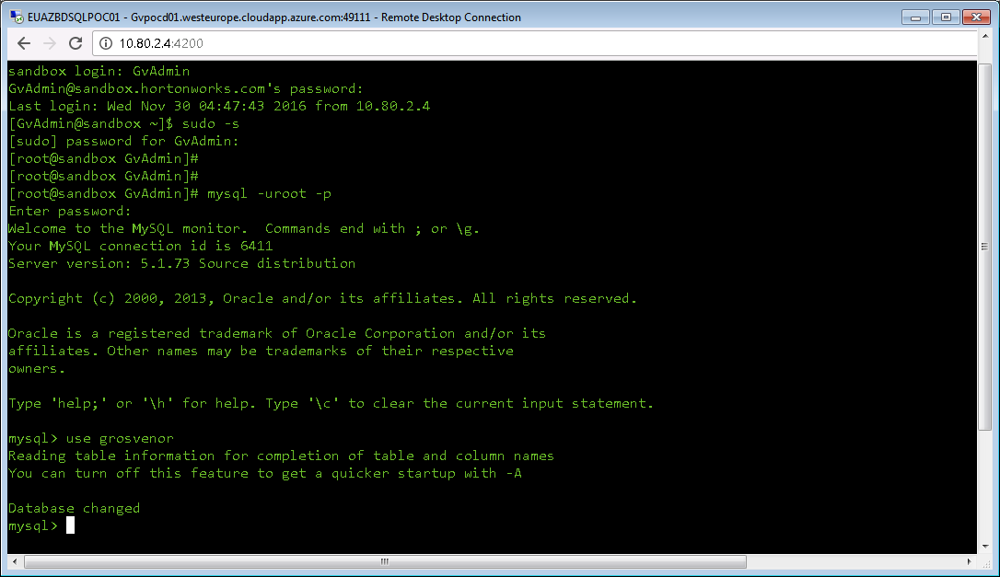 EUAZBDSQLPOC01 - Gvpocd01.westeurope.cloudapp.azure.com:49111 - Remote Desktop Connection
10.80.2.4:4200
sandbox login: GvAdmin
GvAdmin@sandbox.hortonworks.com's password:
Last login: Wed Nov 30 04:47:43 2016 from 10.80.2.4
[GvAdmin@sandbox ~]$ sudo -s
[sudo] password for GvAdmin:
[root@sandbox GvAdmin]#
[root@sandbox GvAdmin]#
[root@sandbox GvAdmin]# mysql -uroot -p
Enter password:
Welcome to the MySQL monitor.  Commands end with ; or \g.
Your MySQL connection id is 6411
Server version: 5.1.73 Source distribution
Copyright (c) 2000, 2013, Oracle and/or its affiliates. All rights reserved.
Oracle is a registered trademark of Oracle Corporation and/or its
affiliates. Other names may be trademarks of their respective
owners.
Type 'help;' or '\h' for help. Type '\c' to clear the current input statement.
mysql> use grosvenor
Reading table information for completion of table and column names
You can turn off this feature to get a quicker startup with -A
Database changed
mysql>